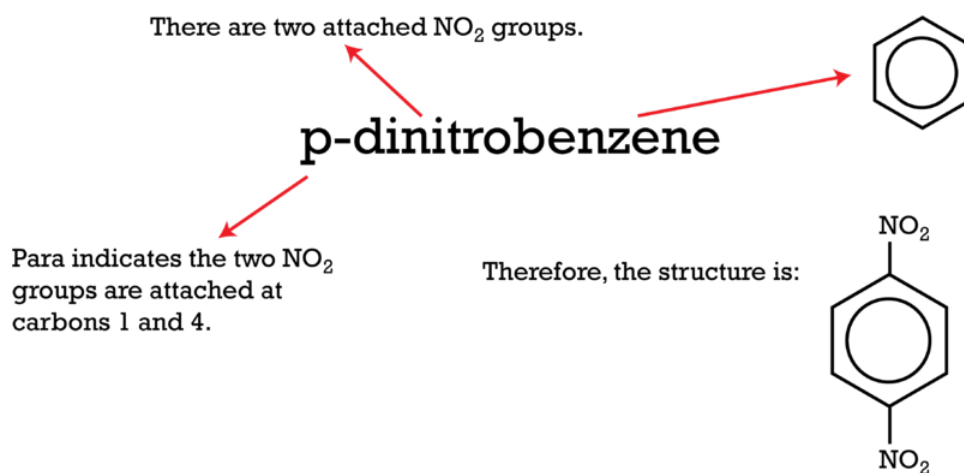 There are two attached NO₂ groups.
p-dinitrobenzene
Para indicates the two NO₂
groups are attached at
carbons 1 and 4.
Therefore, the structure is:
NO₂
NO₂